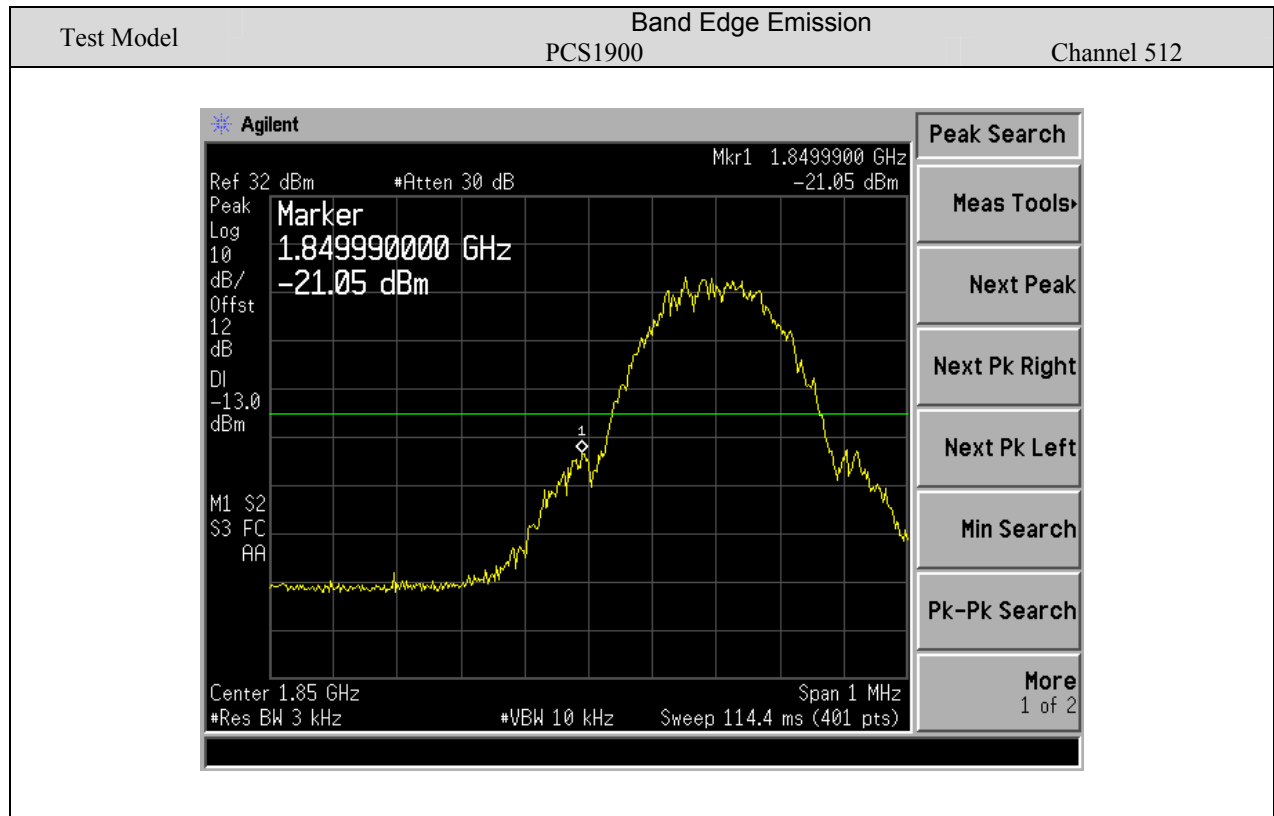 Test Model
Band Edge Emission
PCS1900
Channel 512
Agilent
Peak Search
Mkr1 1.8499900 GHz
Ref 32 dBm #Atten 30 dB -21.05 dBm
Peak
Log
10
dB/
Offst
12
dB
DI
-13.0
dBm
Marker
1.849990000 GHz
-21.05 dBm
1
M1 S2
S3 FC
AA
Center 1.85 GHz Span 1 MHz
#Res BW 3 kHz #VBW 10 kHz Sweep 114.4 ms (401 pts)
Meas Tools
Next Peak
Next Pk Right
Next Pk Left
Min Search
Pk-Pk Search
More
1 of 2